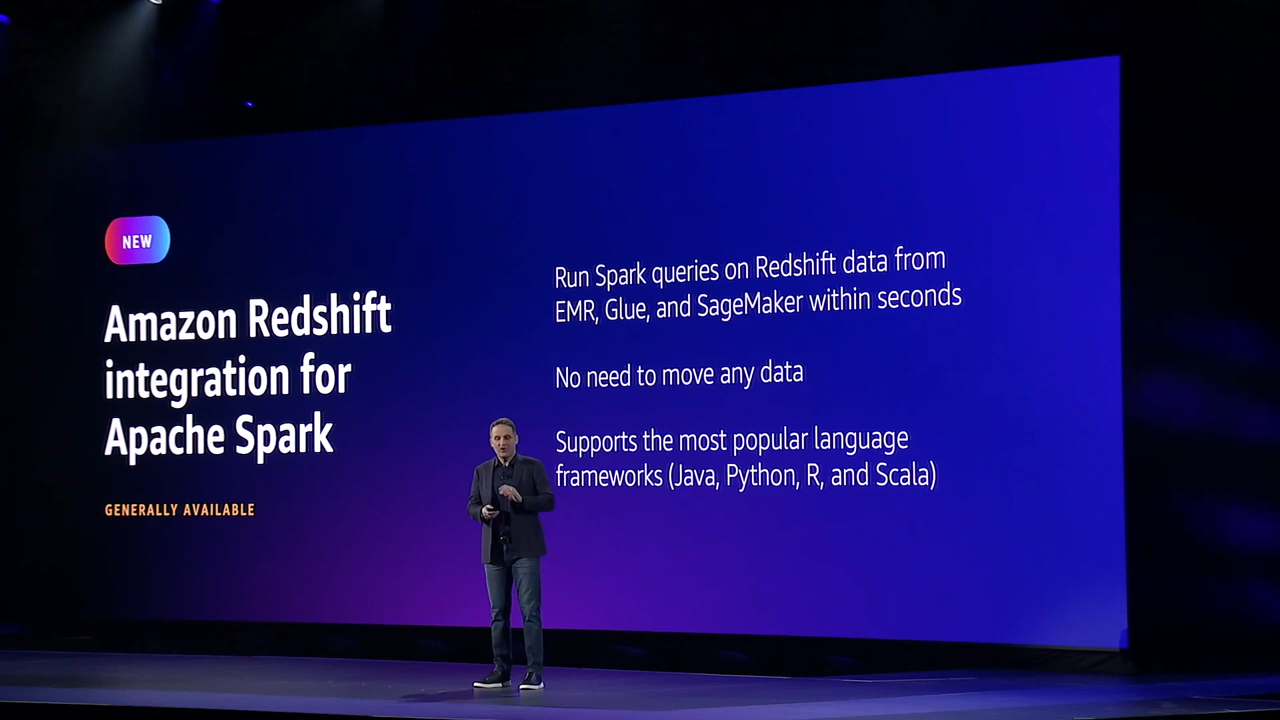 NEW
Amazon Redshift
integration for
Apache Spark
GENERALLY AVAILABLE
Run Spark queries on Redshift data from
EMR, Glue, and SageMaker within seconds
No need to move any data
Supports the most popular language
frameworks (Java, Python, R, and Scala)